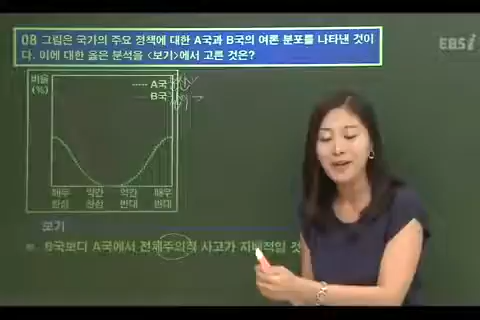 08 그림은 국가의 주요 정책에 대한 A국과 B국의 여론 분포를 나타낸 것이
다. 이에 대한 옳은 분석을 <보기>에서 고른 것은?
EBSi
비율
(%)
A국
B국
매우 약간 약간 매우
찬성 찬성 반대 반대
보기
B국보다 A국에서 전체주의적 사고가 지배적일 것